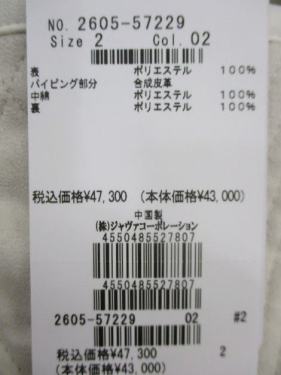 NO. 2605-57229
Size 2 Col. 02
表 ポリエステル 100%
パイピング部分 合成皮革
中綿 ポリエステル 100%
裏 ポリエステル 100%
税込価格¥47,300 (本体価格¥43,000)
中国製
(株)ジャヴァコーポレーション
4550485527807
4550485527807
2605-57229 02 #2
税込価格¥47,300 2
(本体価格¥43,000)